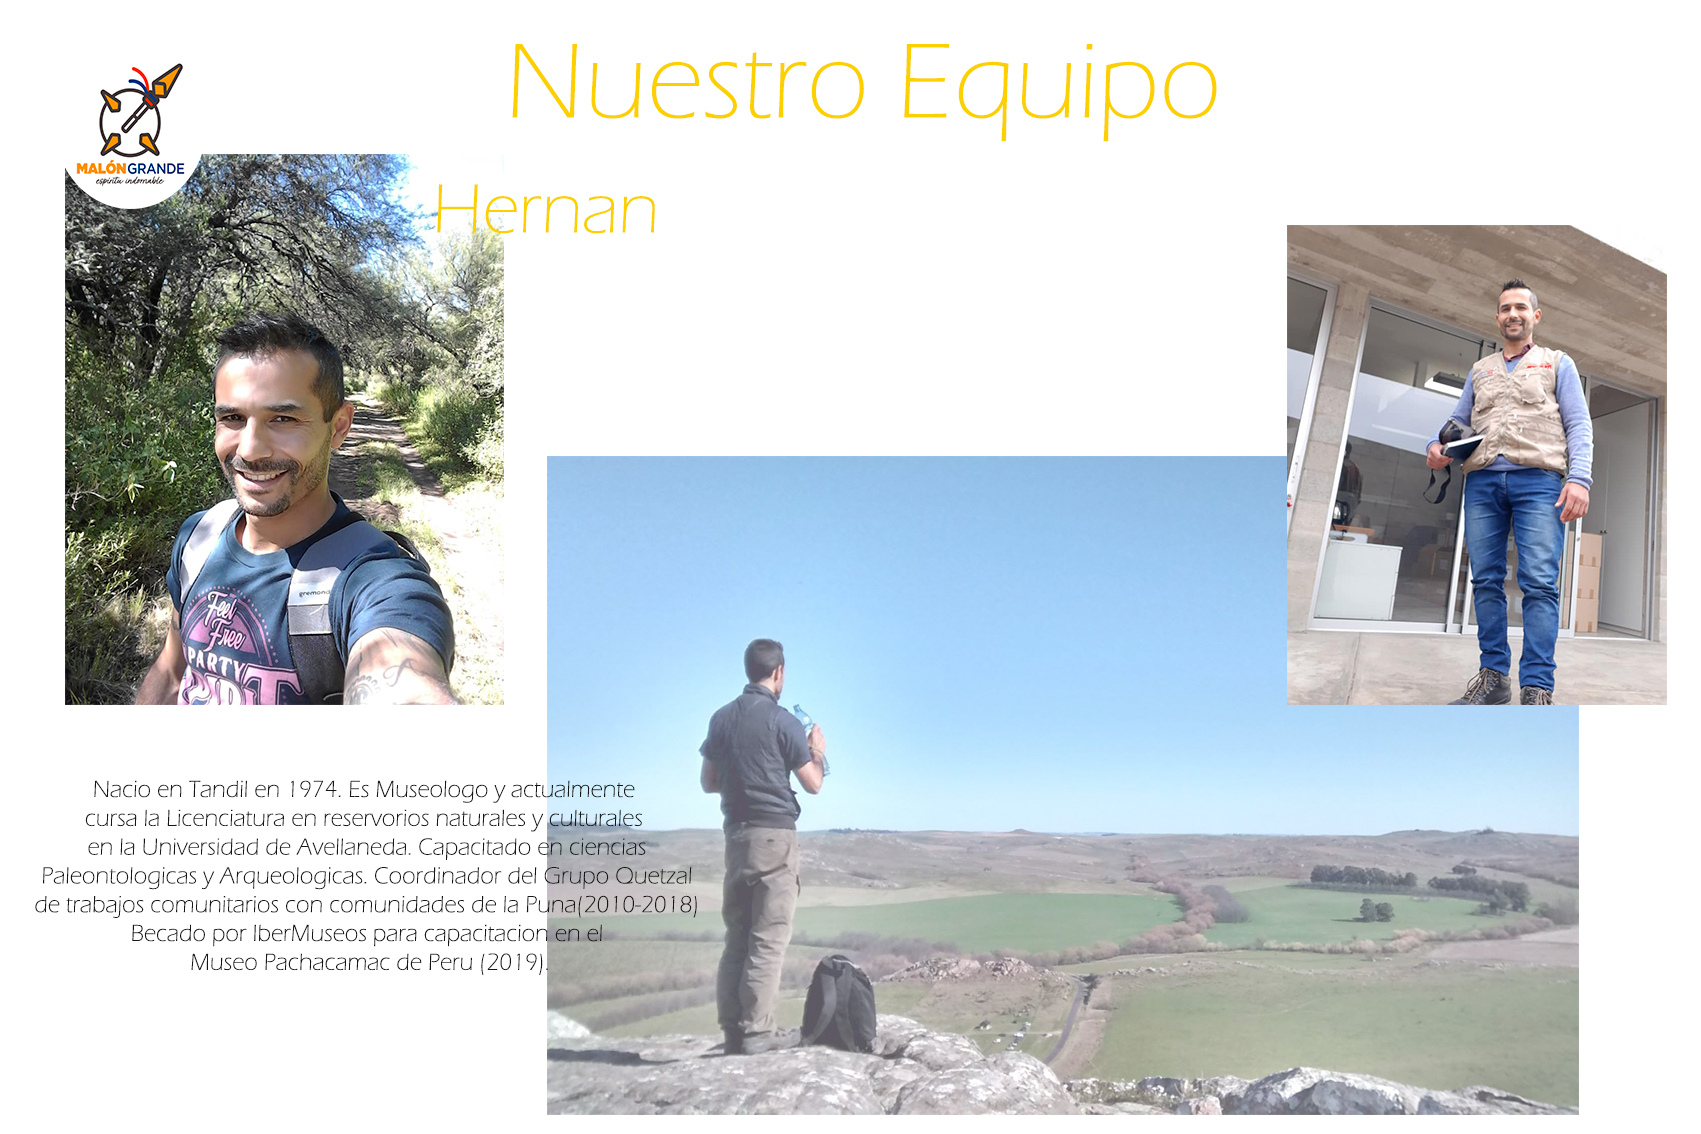 Nuestro Equipo
MALÓNGRANDE
espíritu indomable
Hernan
gremond
Feel
Free
PARTY
Nacio en Tandil en 1974. Es Museologo y actualmente
cursa la Licenciatura en reservorios naturales y culturales
en la Universidad de Avellaneda. Capacitado en ciencias
Paleontologicas y Arqueologicas. Coordinador del Grupo Quetzal
de trabajos comunitarios con comunidades de la Puna(2010-2018)
Becado por IberMuseos para capacitacion en el
Museo Pachacamac de Peru (2019).